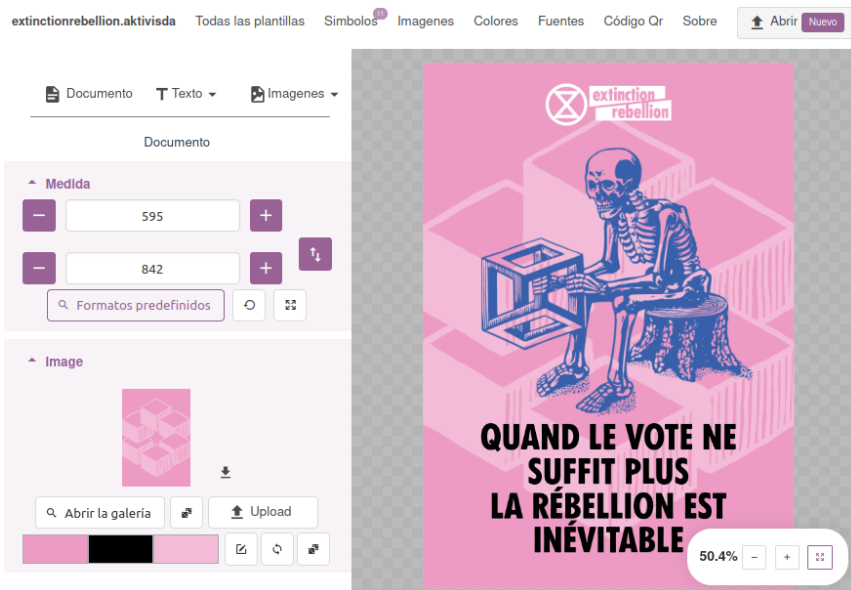 extinctionrebellion.aktivisda Todas las plantillas Simbolos 11 Imagenes Colores Fuentes Código Qr Sobre Abrir Nuevo
Documento Texto Imagenes
Documento
Medida
595
842
Formatos predefinidos
Image
Abrir la galería Upload
extinction
rebellion
QUAND LE VOTE NE
SUFFIT PLUS
LA RÉBELLION EST
INÉVITABLE
50.4%